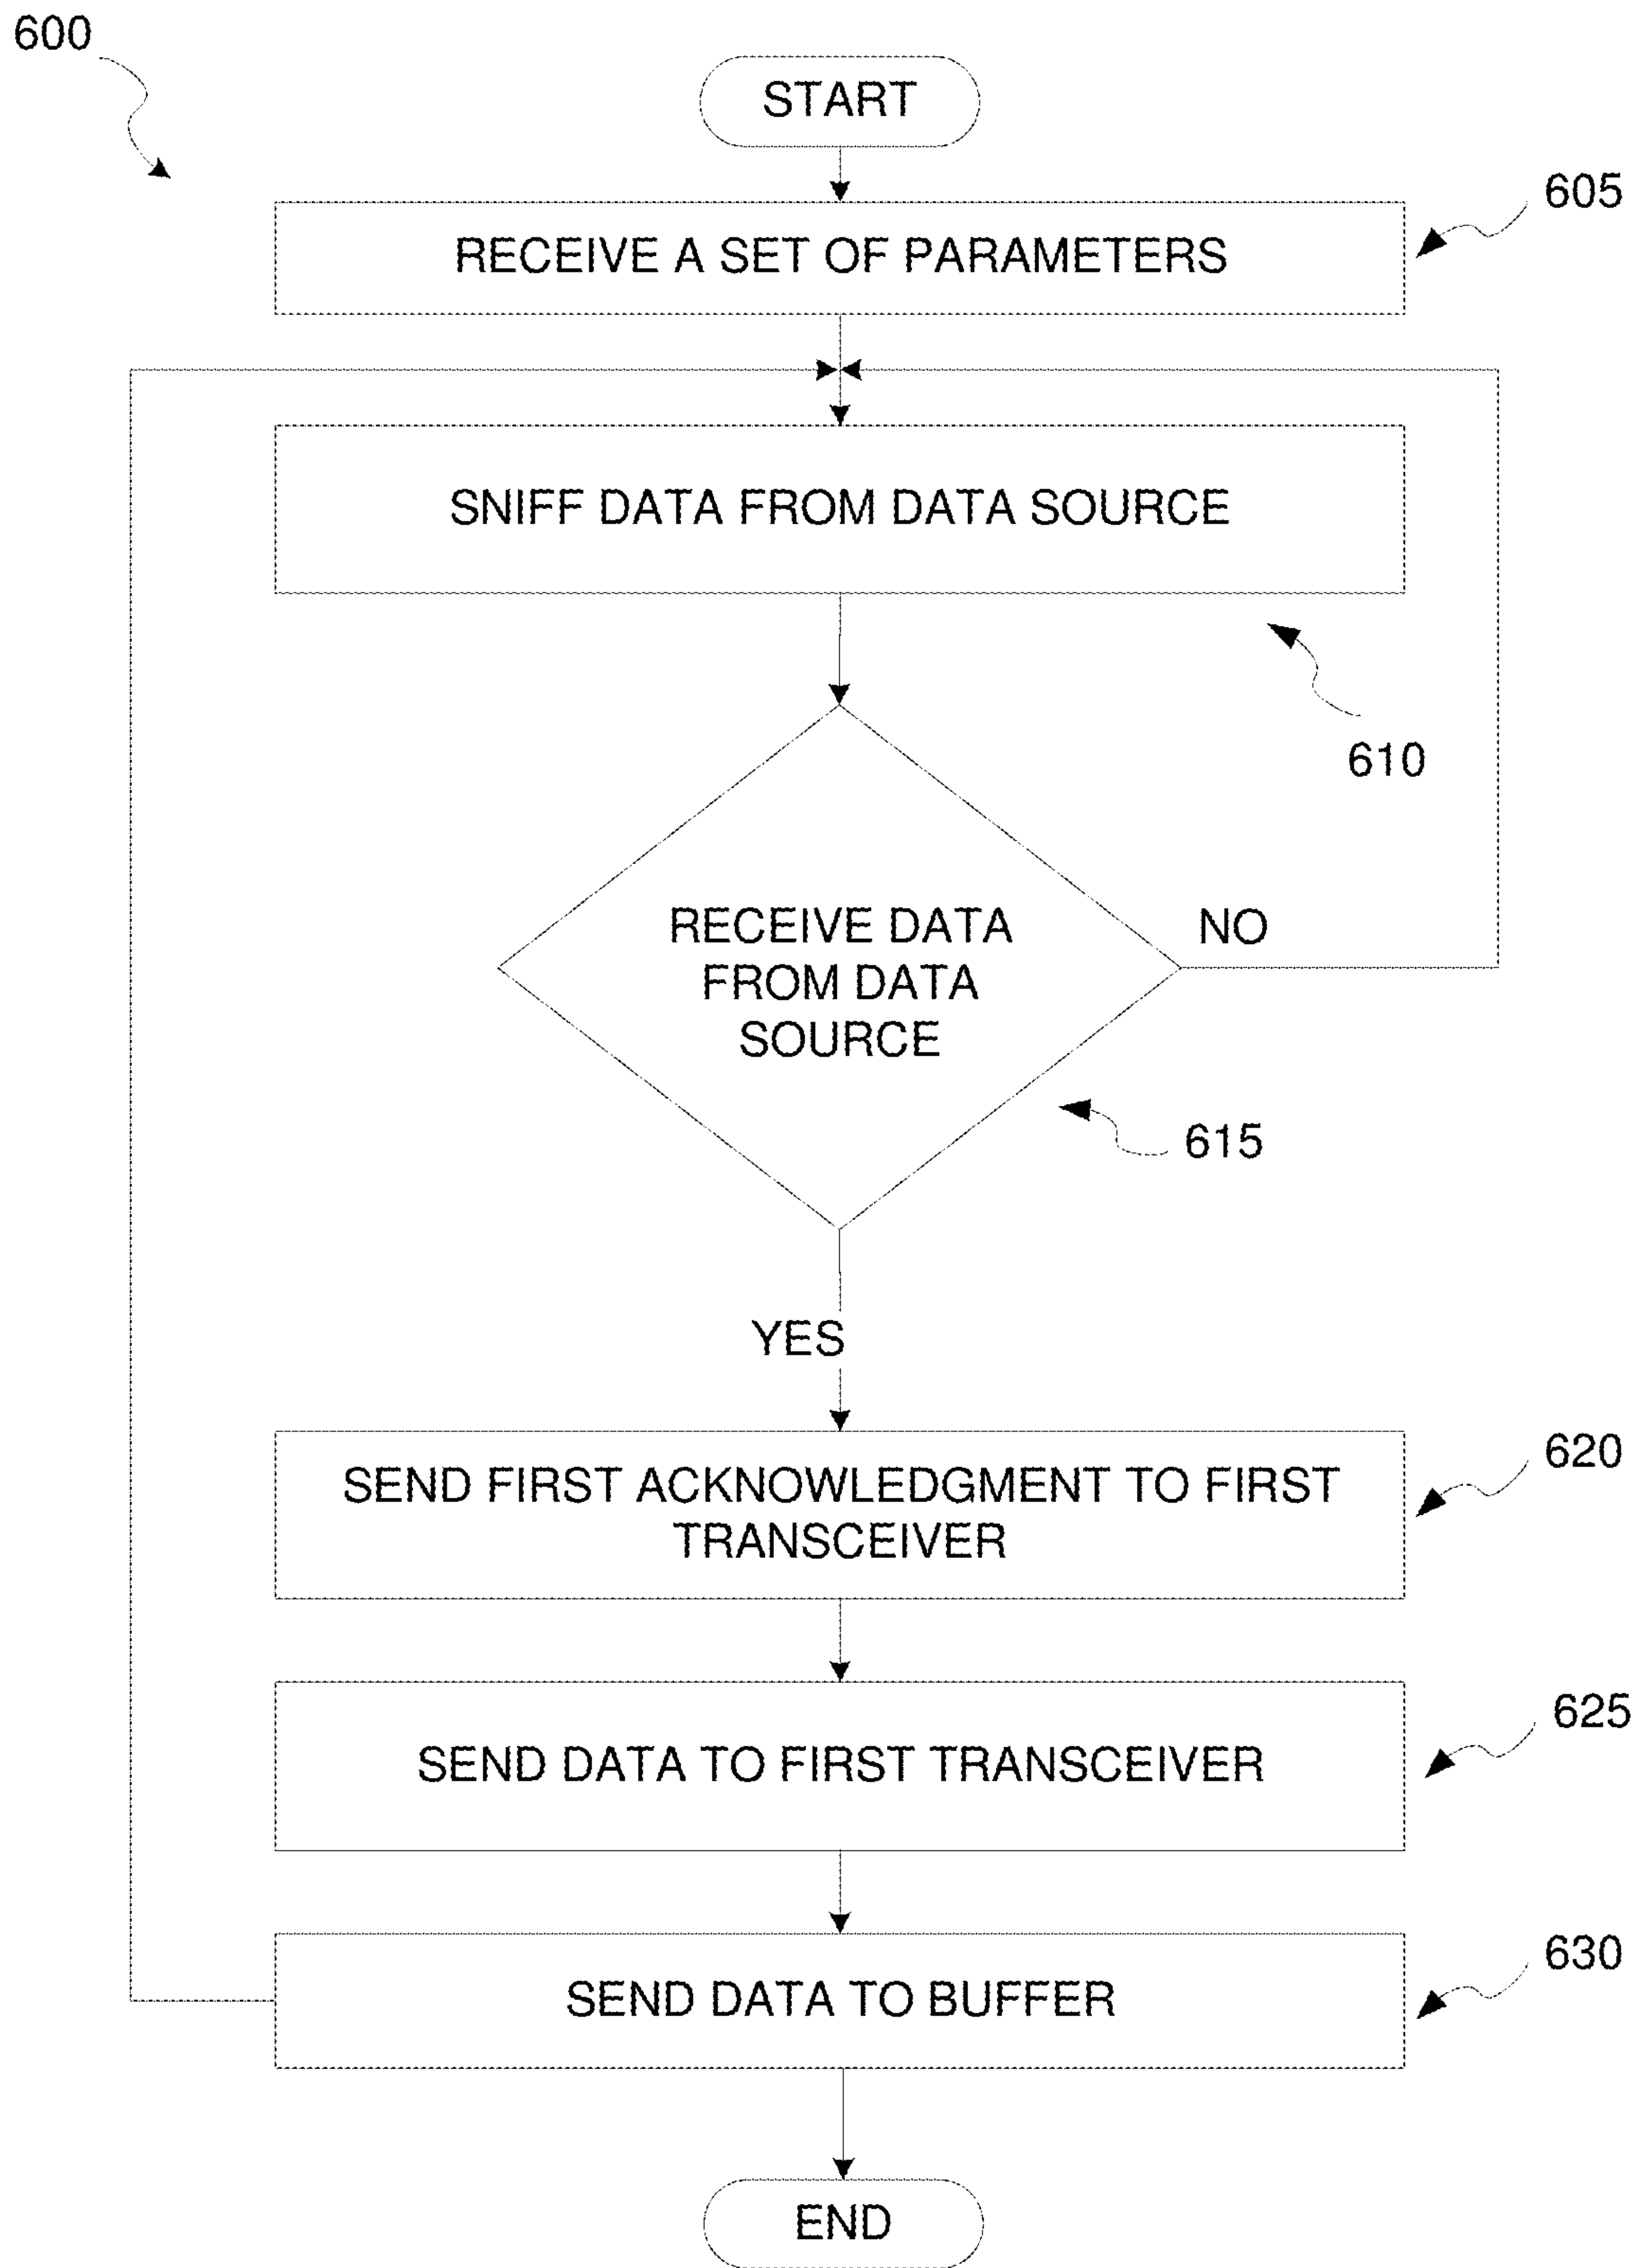 600
START
605
RECEIVE A SET OF PARAMETERS
SNIFF DATA FROM DATA SOURCE
610
RECEIVE DATA
FROM DATA
SOURCE
NO
615
YES
620
SEND FIRST ACKNOWLEDGMENT TO FIRST
TRANSCEIVER
625
SEND DATA TO FIRST TRANSCEIVER
630
SEND DATA TO BUFFER
END